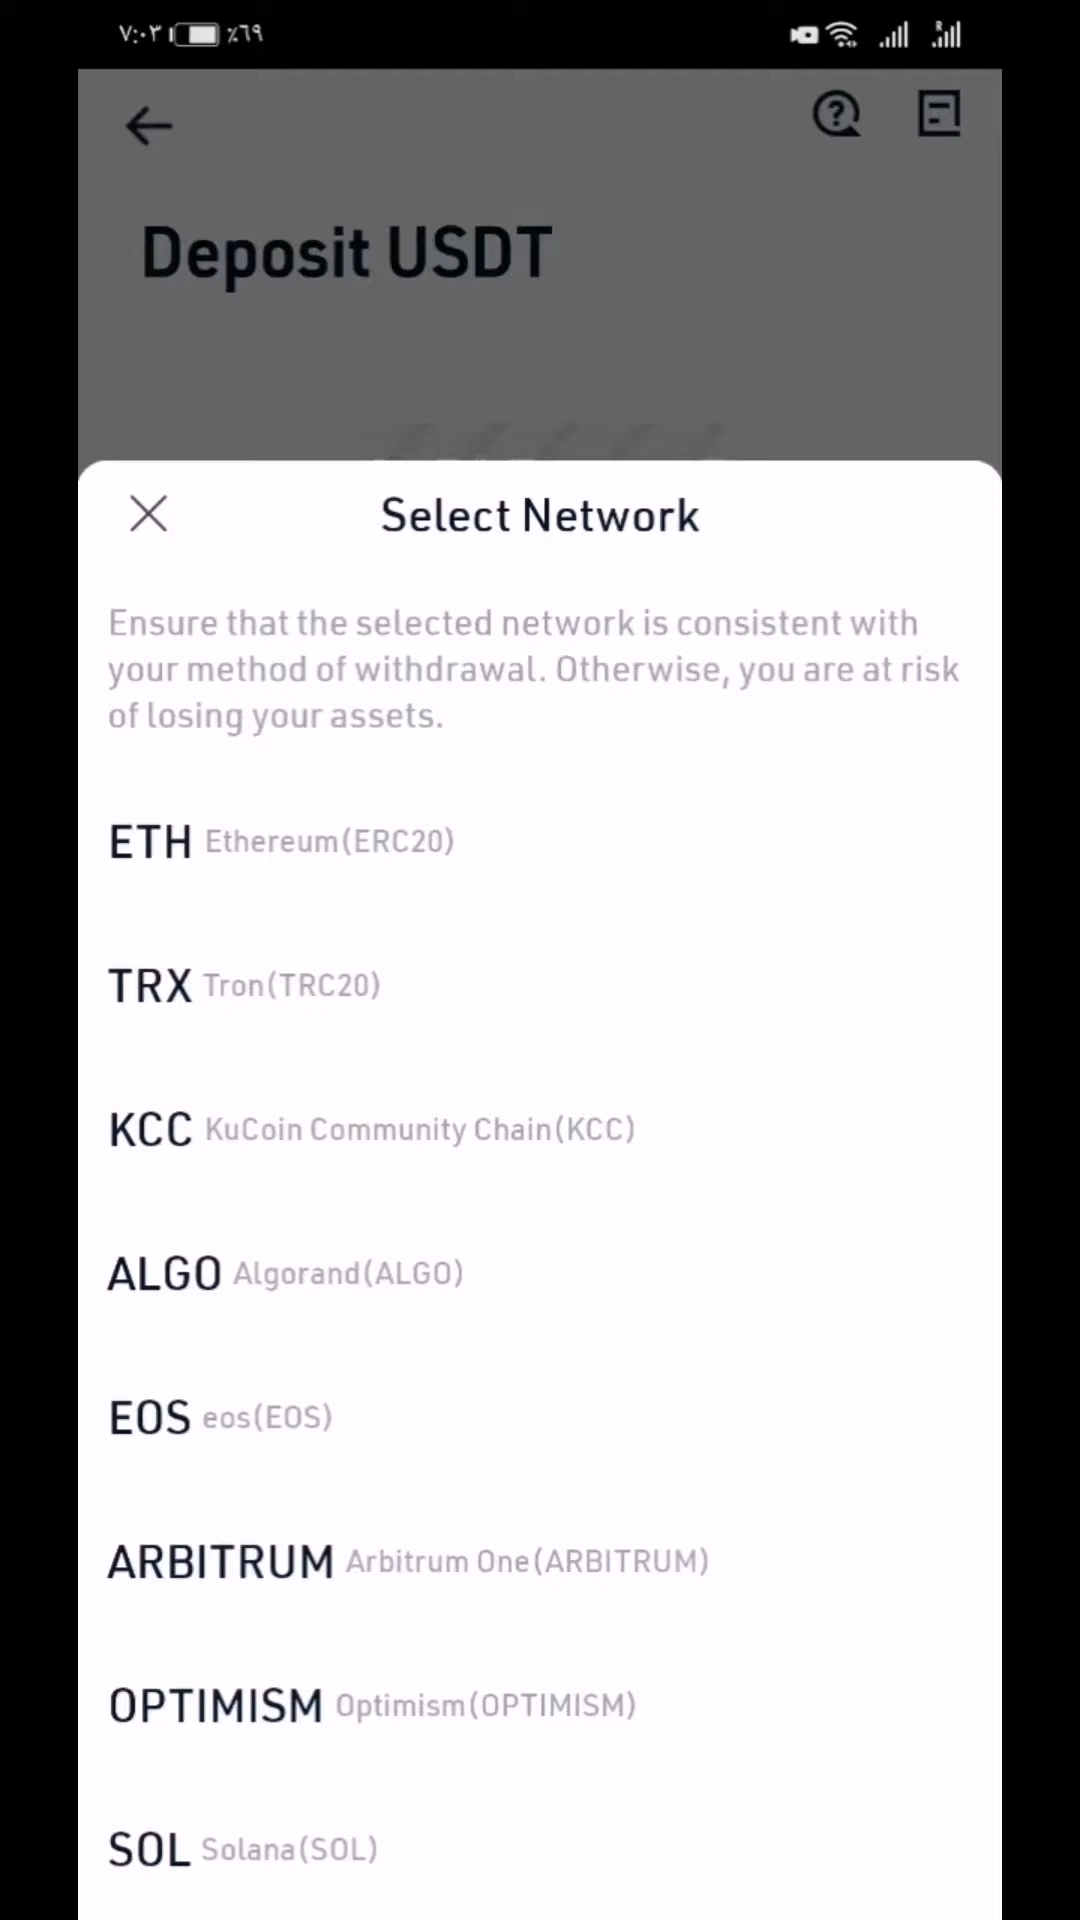 ٧:٠٣ ٪٦٩
R
Deposit USDT
Select Network
Ensure that the selected network is consistent with
your method of withdrawal. Otherwise, you are at risk
of losing your assets.
ETH Ethereum(ERC20)
TRX Tron(TRC20)
KCC KuCoin Community Chain(KCC)
ALGO Algorand(ALGO)
EOS eos(EOS)
ARBITRUM Arbitrum One(ARBITRUM)
OPTIMISM Optimism(OPTIMISM)
SOL Solana(SOL)